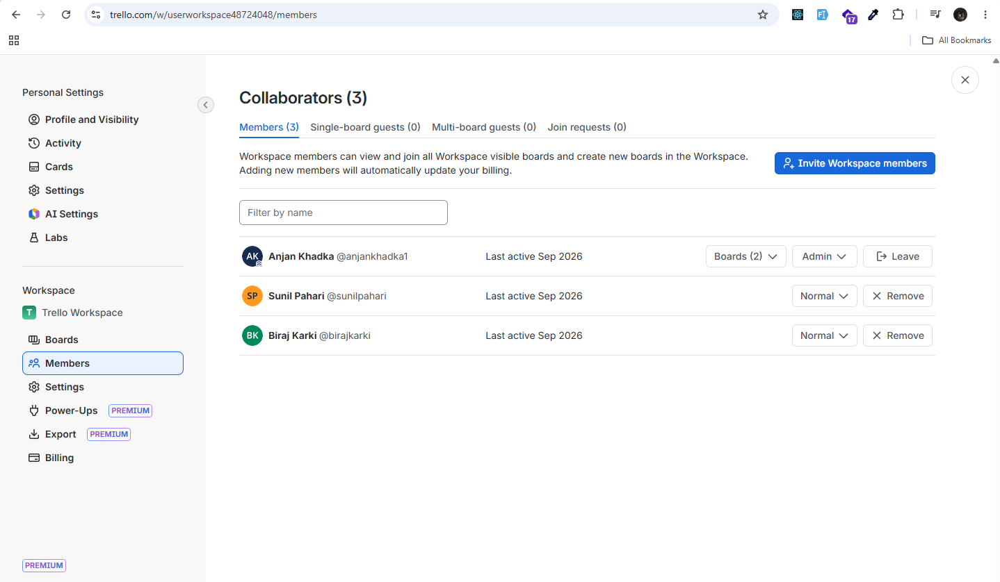 trello.com/w/userworkspace48724048/members
17
All Bookmarks
Personal Settings
Profile and Visibility
Activity
Cards
Settings
AI Settings
Labs
Workspace
T Trello Workspace
Boards
Members
Settings
Power-Ups PREMIUM
Export PREMIUM
Billing
PREMIUM
Collaborators (3)
Members (3) Single-board guests (0) Multi-board guests (0) Join requests (0)
Workspace members can view and join all Workspace visible boards and create new boards in the Workspace.
Adding new members will automatically update your billing.
Invite Workspace members
Filter by name
AK Anjan Khadka @anjankhadka1 Last active Sep 2026 Boards (2) Admin Leave
SP Sunil Pahari @sunilpahari Last active Sep 2026 Normal Remove
BK Biraj Karki @birajkarki Last active Sep 2026 Normal Remove